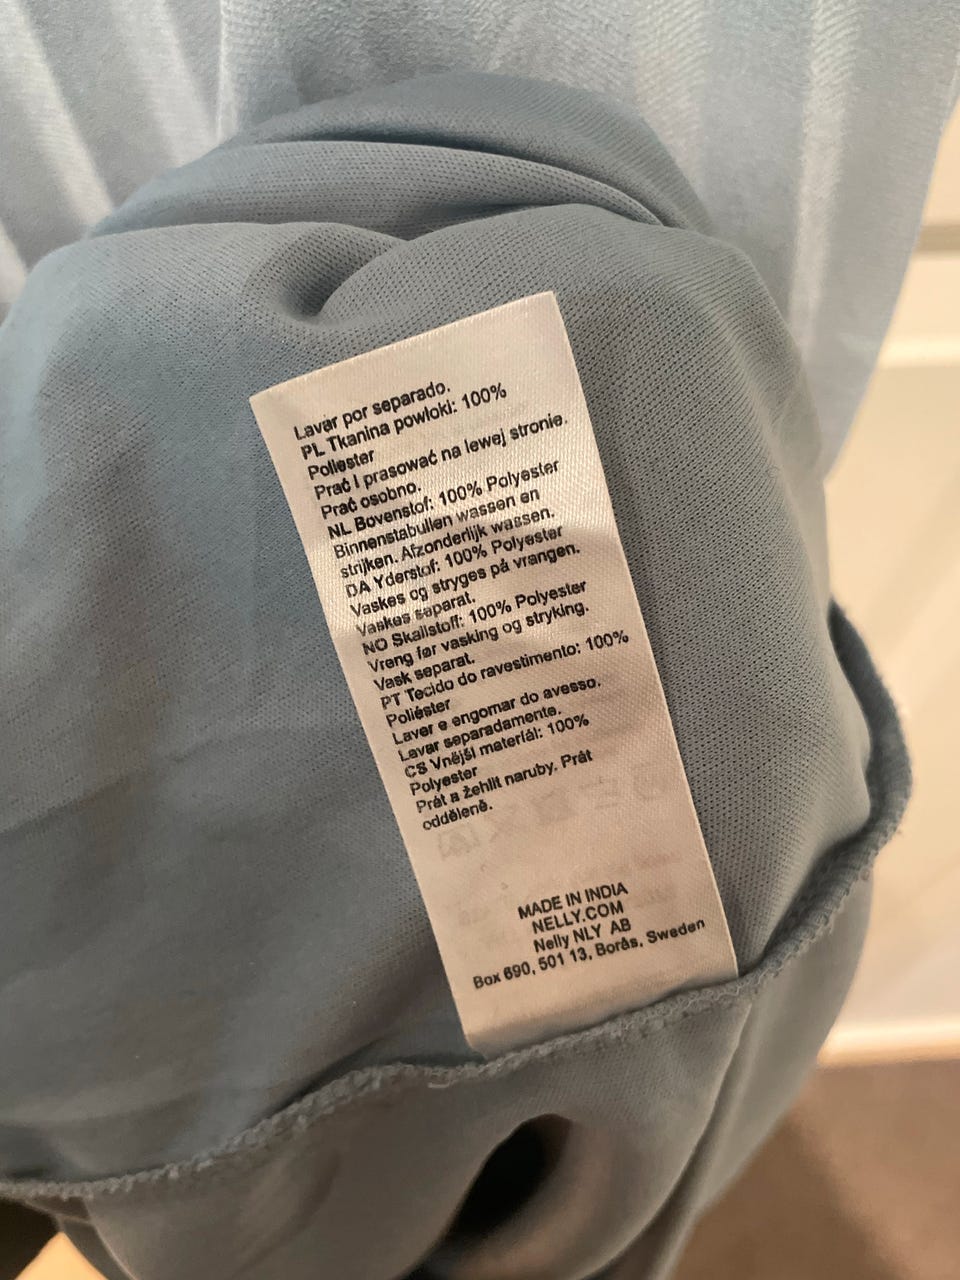 Lavar por separado.
PL Tkanina powłoki: 100%
Poliester
Prać I prasować na lewej stronie.
Prać osobno.
NL Bovenstof: 100% Polyester
Binnenstabullen wassen en
strijken. Afzonderlijk wassen.
DA Yderstof: 100% Polyester
Vaskes og stryges på vrangen.
Vaskes separat.
NO Skallstoff: 100% Polyester
Vreng før vasking og stryking.
Vask separat.
PT Tecido do ravestimento: 100%
Poliéster
Laver e engomar do avesso.
Lavar separadamente.
CS Vnější materlál: 100%
Polyester
Prát a žehlit naruby. Prát
odděleně.
MADE IN INDIA
NELLY.COM
Nelly NLY AB
Box 690, 501 13, Borås, Sweden